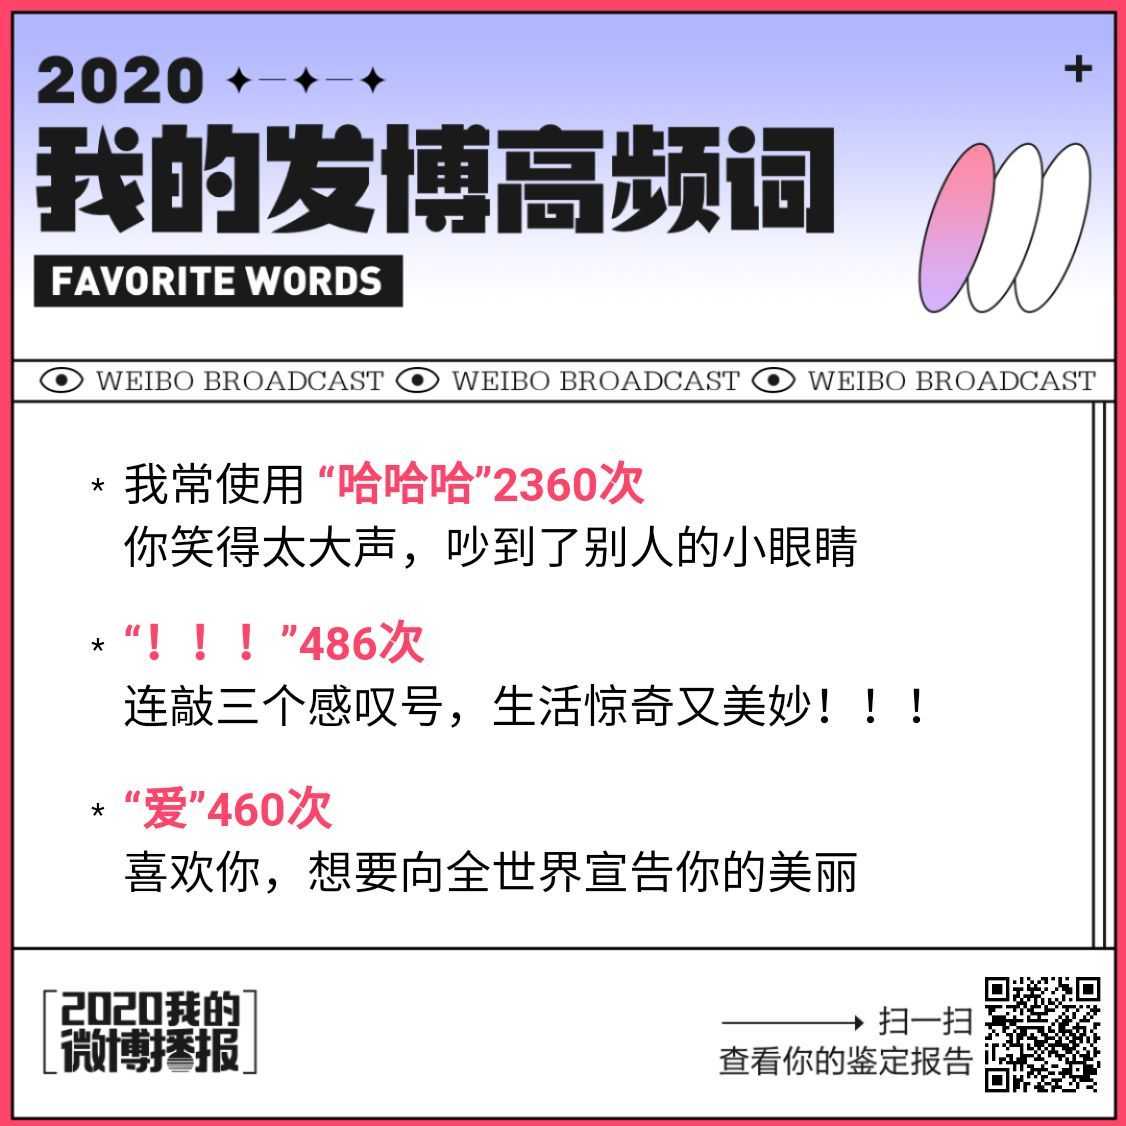 2020
我的发博高频词
FAVORITE WORDS
WEIBO BROADCAST WEIBO BROADCAST WEIBO BROADCAST
* 我常使用 “哈哈哈”2360次
你笑得太大声，吵到了别人的小眼睛
* “！！！”486次
连敲三个感叹号，生活惊奇又美妙！！！
* “爱”460次
喜欢你，想要向全世界宣告你的美丽
2020我的
微博播报
扫一扫
查看你的鉴定报告